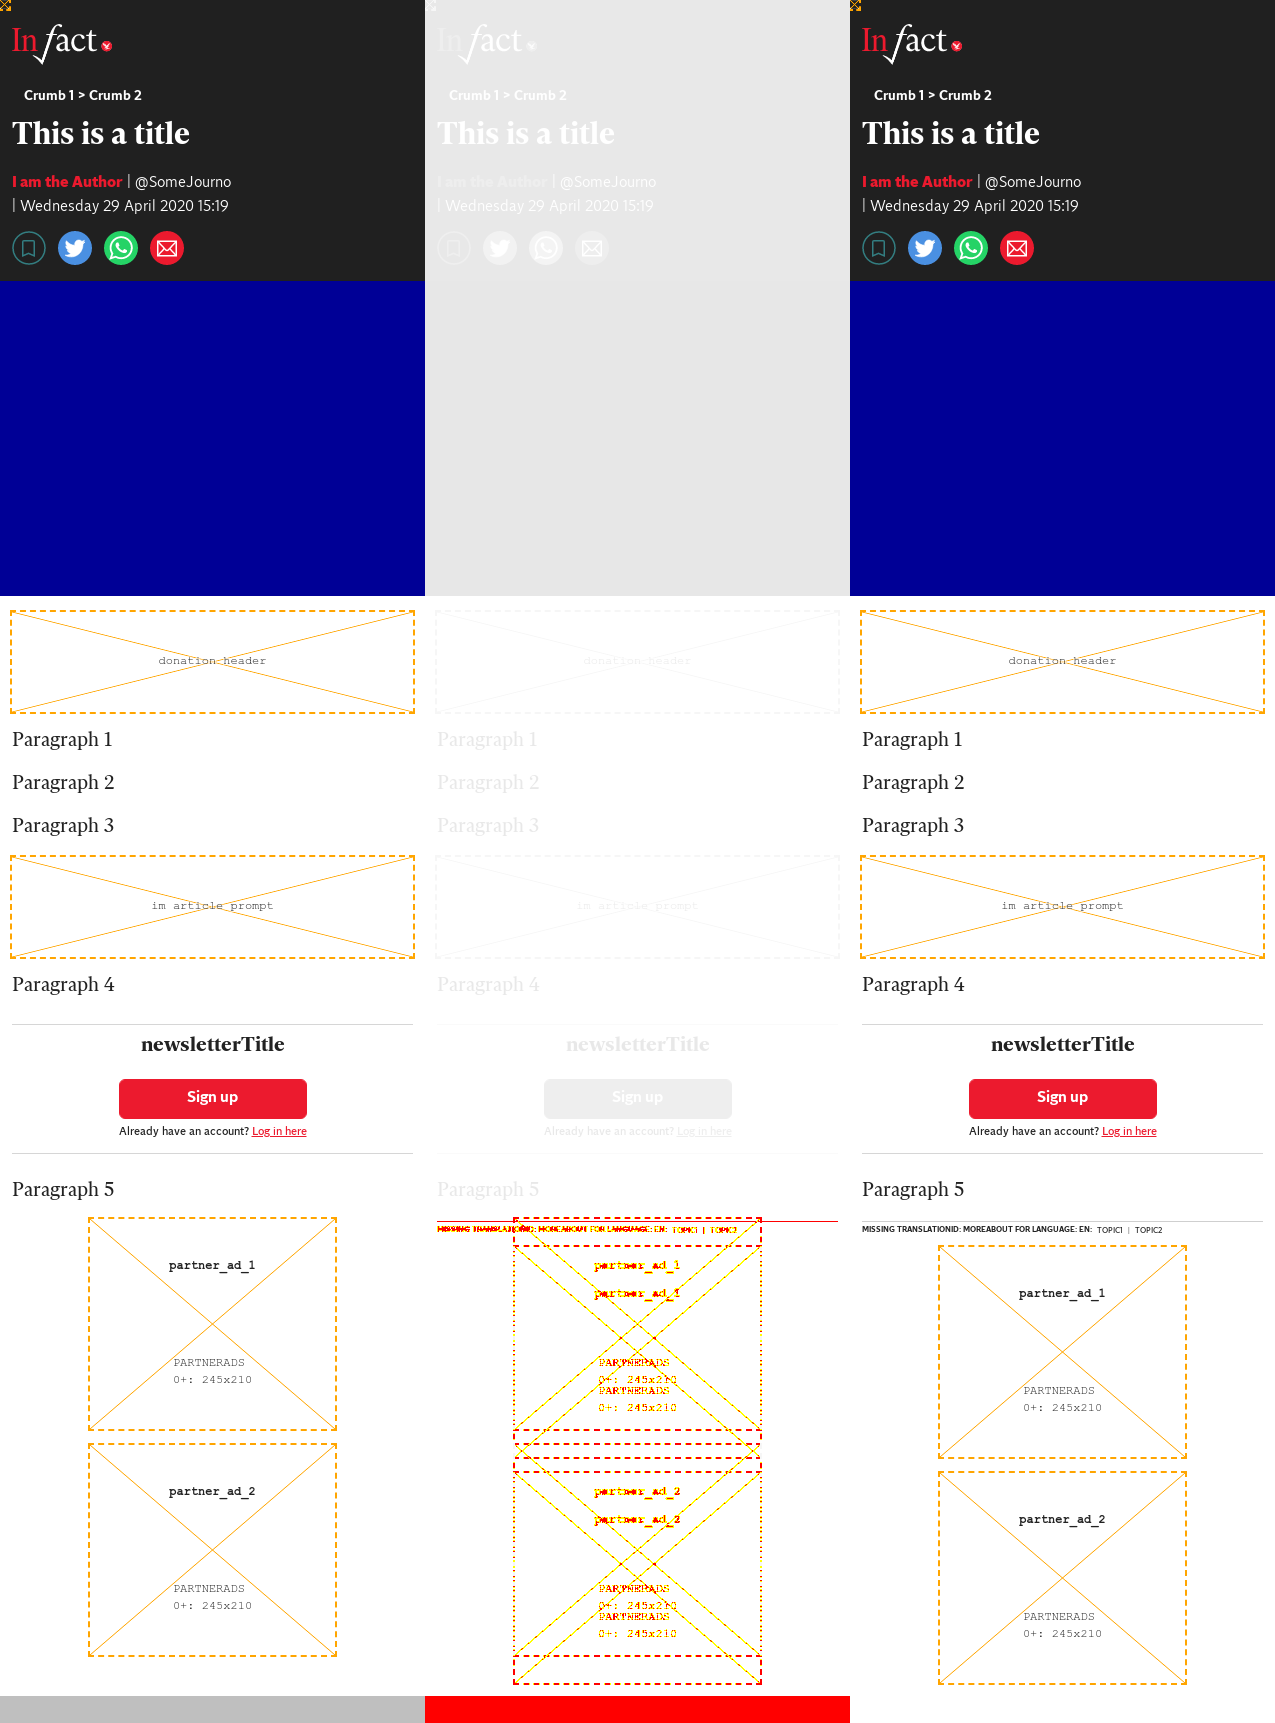 In fact
Crumb 1 > Crumb 2
This is a title
I am the Author | @SomeJourno
| Wednesday 29 April 2020 15:19
donation header
Paragraph 1
Paragraph 2
Paragraph 3
im article prompt
Paragraph 4
newsletterTitle
Sign up
Already have an account? Log in here
Paragraph 5
partner_ad_1
PARTNERADS
0+: 245x210
partner_ad_2
PARTNERADS
0+: 245x210
In fact
Crumb 1 > Crumb 2
This is a title
I am the Author | @SomeJourno
| Wednesday 29 April 2020 15:19
donation header
Paragraph 1
Paragraph 2
Paragraph 3
im article prompt
Paragraph 4
newsletterTitle
Sign up
Already have an account? Log in here
Paragraph 5
MISSING TRANSLATIONID: MOREABOUT FOR LANGUAGE: EN: TOPIC1 | TOPIC2
partner_ad_1
partner_ad_1
PARTNERADS
0+: 245x210
PARTNERADS
0+: 245x210
partner_ad_2
partner_ad_2
PARTNERADS
0+: 245x210
PARTNERADS
0+: 245x210
In fact
Crumb 1 > Crumb 2
This is a title
I am the Author | @SomeJourno
| Wednesday 29 April 2020 15:19
donation header
Paragraph 1
Paragraph 2
Paragraph 3
im article prompt
Paragraph 4
newsletterTitle
Sign up
Already have an account? Log in here
Paragraph 5
MISSING TRANSLATIONID: MOREABOUT FOR LANGUAGE: EN: TOPIC1 | TOPIC2
partner_ad_1
PARTNERADS
0+: 245x210
partner_ad_2
PARTNERADS
0+: 245x210